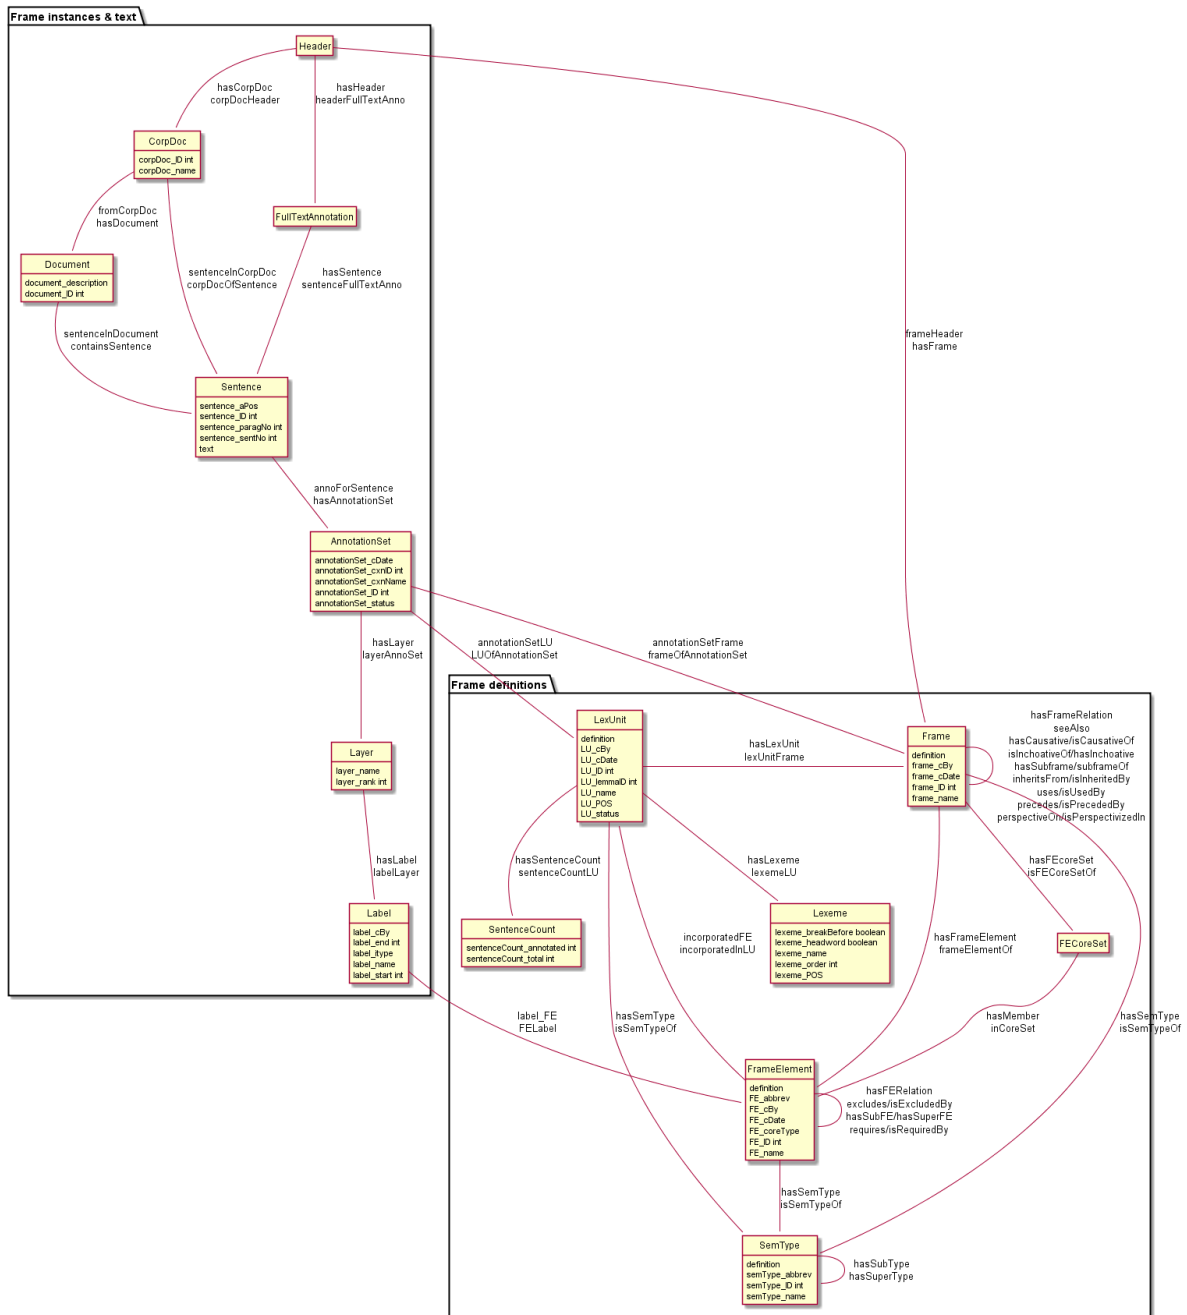 Frame instances & text
Header
hasCorpDoc
corpDocHeader
hasHeader
headerFullTextAnno
CorpDoc
corpDoc_ID int
corpDoc_name
FullTextAnnotation
fromCorpDoc
hasDocument
Document
document_description
document_ID int
sentenceInCorpDoc
corpDocOfSentence
hasSentence
sentenceFullTextAnno
sentenceInDocument
containsSentence
frameHeader
hasFrame
Sentence
sentence_aPos
sentence_ID int
sentence_paragNo int
sentence_sentNo int
text
annoForSentence
hasAnnotationSet
AnnotationSet
annotationSet_cDate
annotationSet_cxnID int
annotationSet_cxnName
annotationSet_ID int
annotationSet_status
hasLayer
layerAnnoSet
annotationSetLU
LUOfAnnotationSet
annotationSetFrame
frameOfAnnotationSet
Frame definitions
LexUnit
definition
LU_cBy
LU_cDate
LU_ID int
LU_lemmaID int
LU_name
LU_POS
LU_status
hasLexUnit
lexUnitFrame
Frame
definition
frame_cBy
frame_cDate
frame_ID int
frame_name
hasFrameRelation
seeAlso
hasCausative/isCausativeOf
isInchoativeOf/hasInchoative
hasSubframe/subframeOf
inheritsFrom/isInheritedBy
uses/isUsedBy
precedes/isPrecededBy
perspectiveOn/isPerspectivizedIn
Layer
layer_name
layer_rank int
hasLabel
labelLayer
hasSentenceCount
sentenceCountLU
hasLexeme
lexemeLU
hasFEcoreSet
isFECoreSetOf
Label
label_cBy
label_end int
label_itype
label_name
label_start int
SentenceCount
sentenceCount_annotated int
sentenceCount_total int
incorporatedFE
incorporatedInLU
Lexeme
lexeme_breakBefore boolean
lexeme_headword boolean
lexeme_name
lexeme_order int
lexeme_POS
hasFrameElement
frameElementOf
FECoreSet
label_FE
FELabel
hasSemType
isSemTypeOf
hasMember
inCoreSet
hasSemType
isSemTypeOf
FrameElement
definition
FE_abbrev
FE_cBy
FE_cDate
FE_coreType
FE_ID int
FE_name
hasFERelation
excludes/isExcludedBy
hasSubFE/hasSuperFE
requires/isRequiredBy
hasSemType
isSemTypeOf
SemType
definition
semType_abbrev
semType_ID int
semType_name
hasSubType
hasSuperType